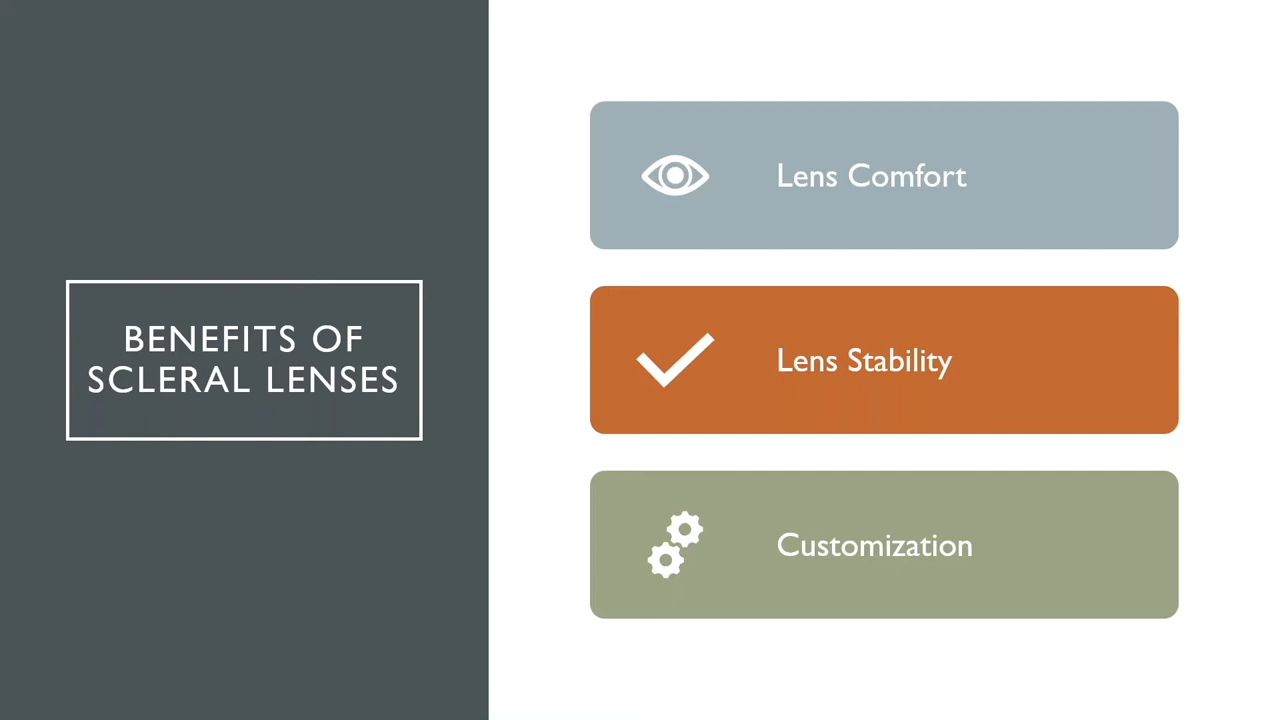 BENEFITS OF
SCLERAL LENSES
Lens Comfort
Lens Stability
Customization